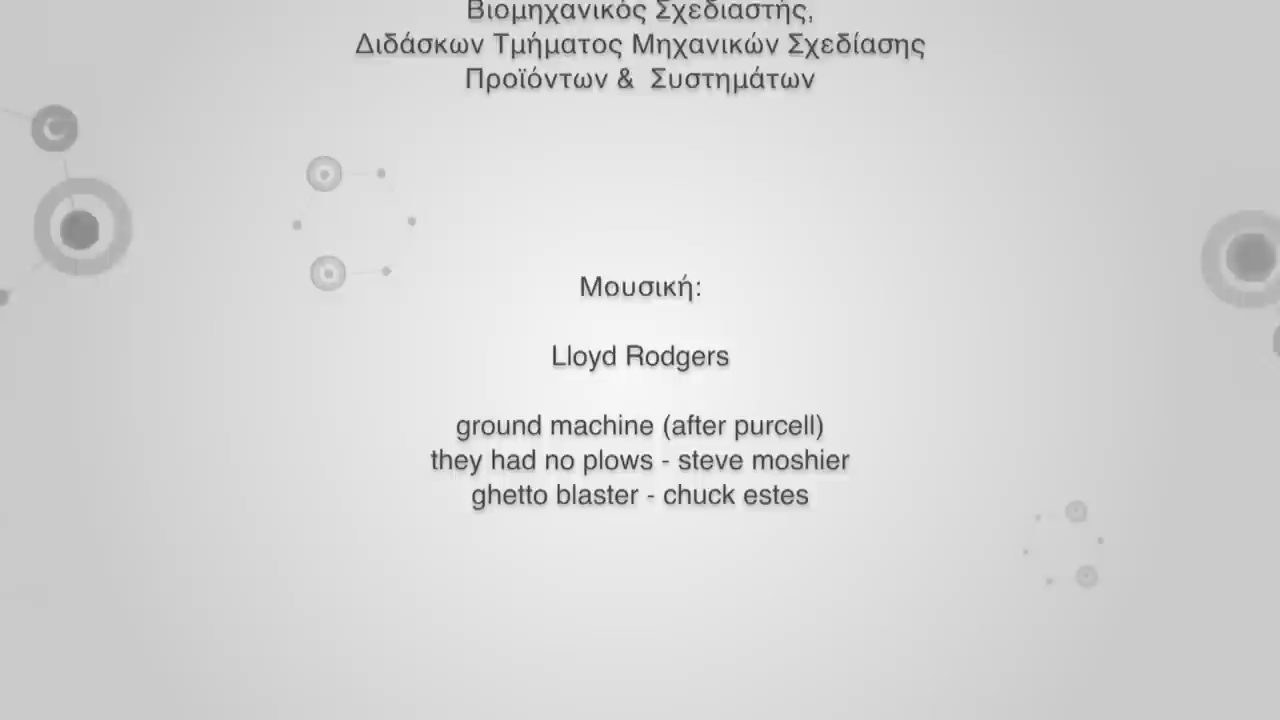 Βιομηχανικός Σχεδιαστής,
Διδάσκων Τμήματος Μηχανικών Σχεδίασης
Προϊόντων & Συστημάτων
Μουσική:
Lloyd Rodgers
ground machine (after purcell)
they had no plows - steve moshier
ghetto blaster - chuck estes